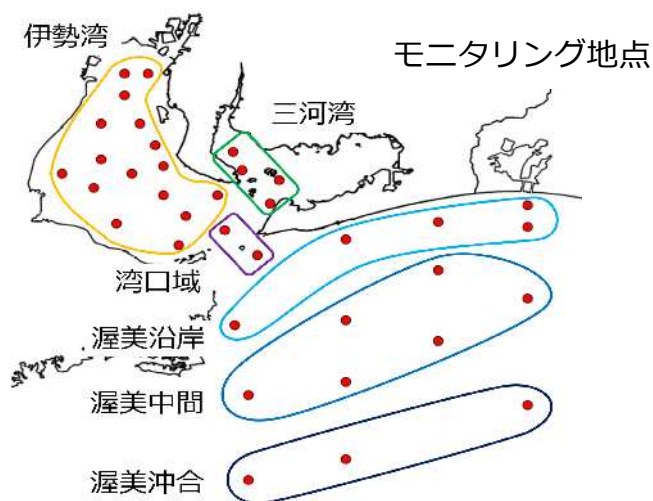 伊勢湾
モニタリング地点
三河湾
湾口域
渥美沿岸
渥美中間
渥美沖合